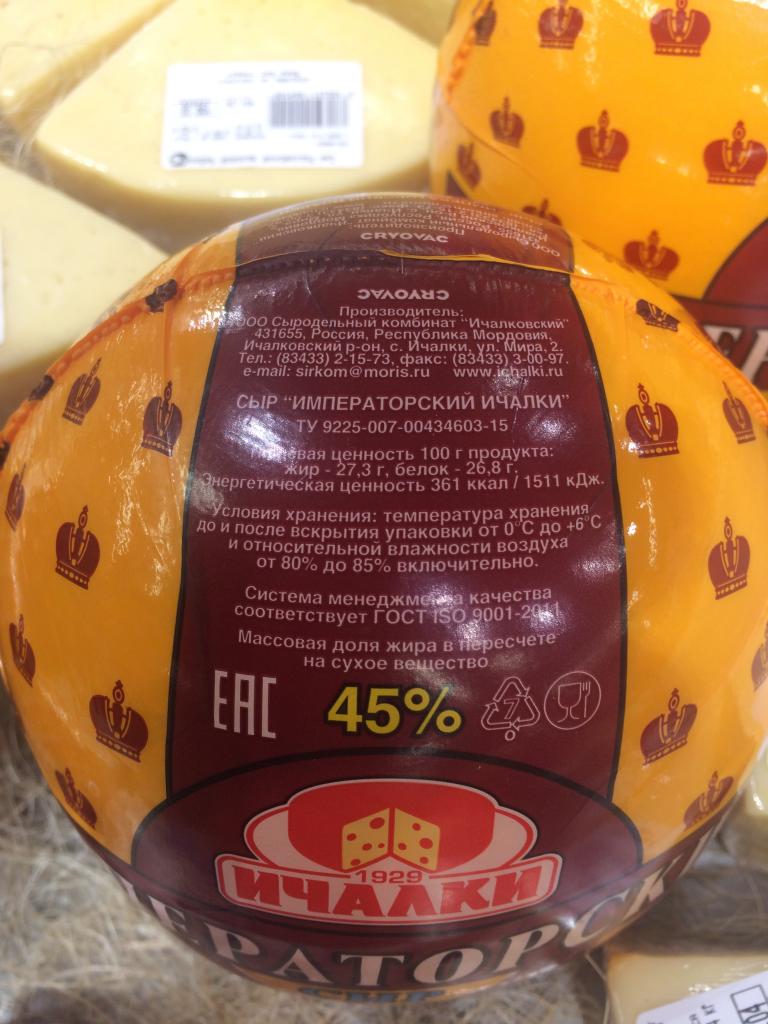 CRYOVAC
CRYOVAC
Производитель:
ООО Сыродельный комбинат "Ичалковский"
431655, Россия, Республика Мордовия,
Ичалковский р-он, с. Ичалки, ул. Мира, 2.
Тел.: (83433) 2-15-73, факс: (83433) 3-00-97.
e-mail: sirkom@moris.ru www.ichalki.ru
СЫР "ИМПЕРАТОРСКИЙ ИЧАЛКИ"
ТУ 9225-007-00434603-15
ценность 100 г продукта:
жир - 27,3 г, белок - 26,8 г.
Энергетическая ценность 361 ккал / 1511 кДж.
Условия хранения: температура хранения
до и после вскрытия упаковки от 0°С до +6°С
и относительной влажности воздуха
от 80% до 85% включительно.
Система менеджмента качества
соответствует ГОСТ ISO 9001-2011
Массовая доля жира в пересчете
на сухое вещество
EAC 45% 7
1929
ИЧАЛКИ
ЕРАТОРСКИ
СЫР